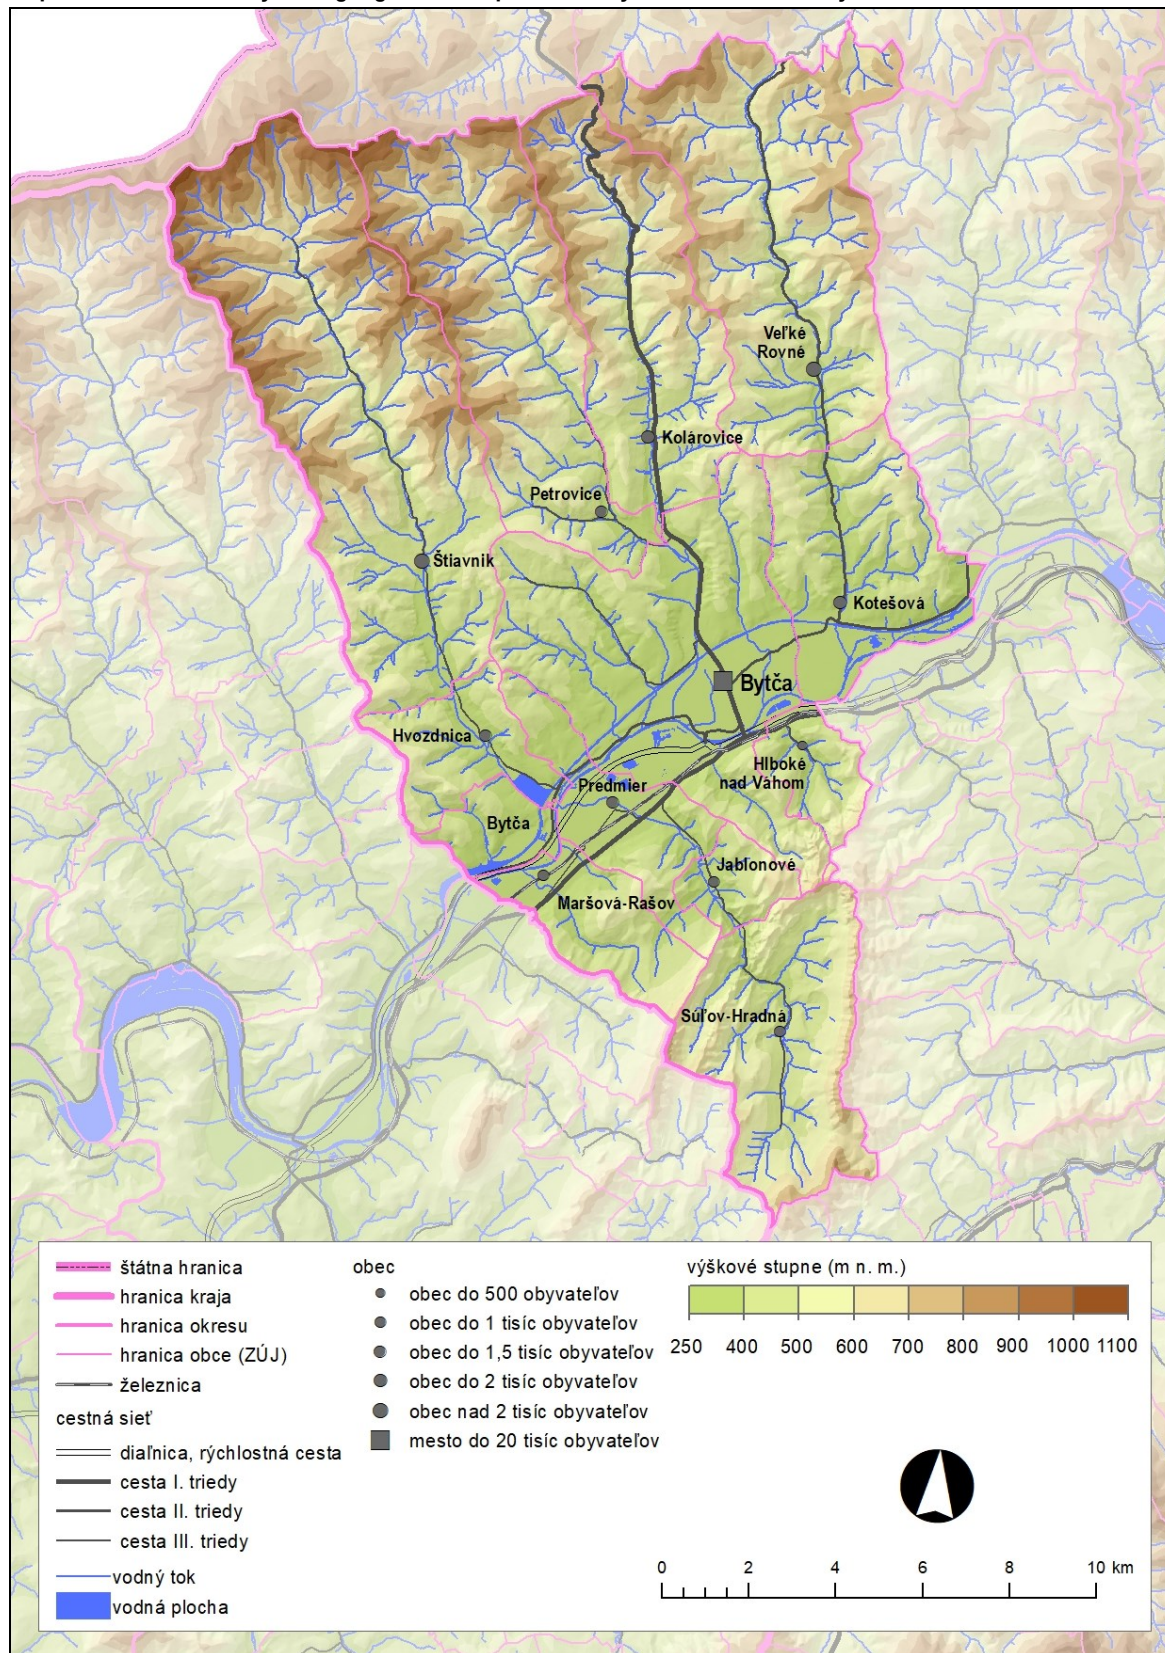 Veľké
Rovné
Kolárovice
Petrovice
Štiavnik
Kotešová
Bytča
Hvozdnica
Hlboké
nad Váhom
Predmier
Bytča
Jablonové
Maršová-Rašov
Súľov-Hradná
štátna hranica
hranica kraja
hranica okresu
hranica obce (ZÚJ)
železnica
cestná sieť
diaľnica, rýchlostná cesta
cesta I. triedy
cesta II. triedy
cesta III. triedy
vodný tok
vodná plocha
obec
obec do 500 obyvateľov
obec do 1 tisíc obyvateľov
obec do 1,5 tisíc obyvateľov
obec do 2 tisíc obyvateľov
obec nad 2 tisíc obyvateľov
mesto do 20 tisíc obyvateľov
výškové stupne (m n. m.)
250 400 500 600 700 800 900 1000 1100
0 2 4 6 8 10 km